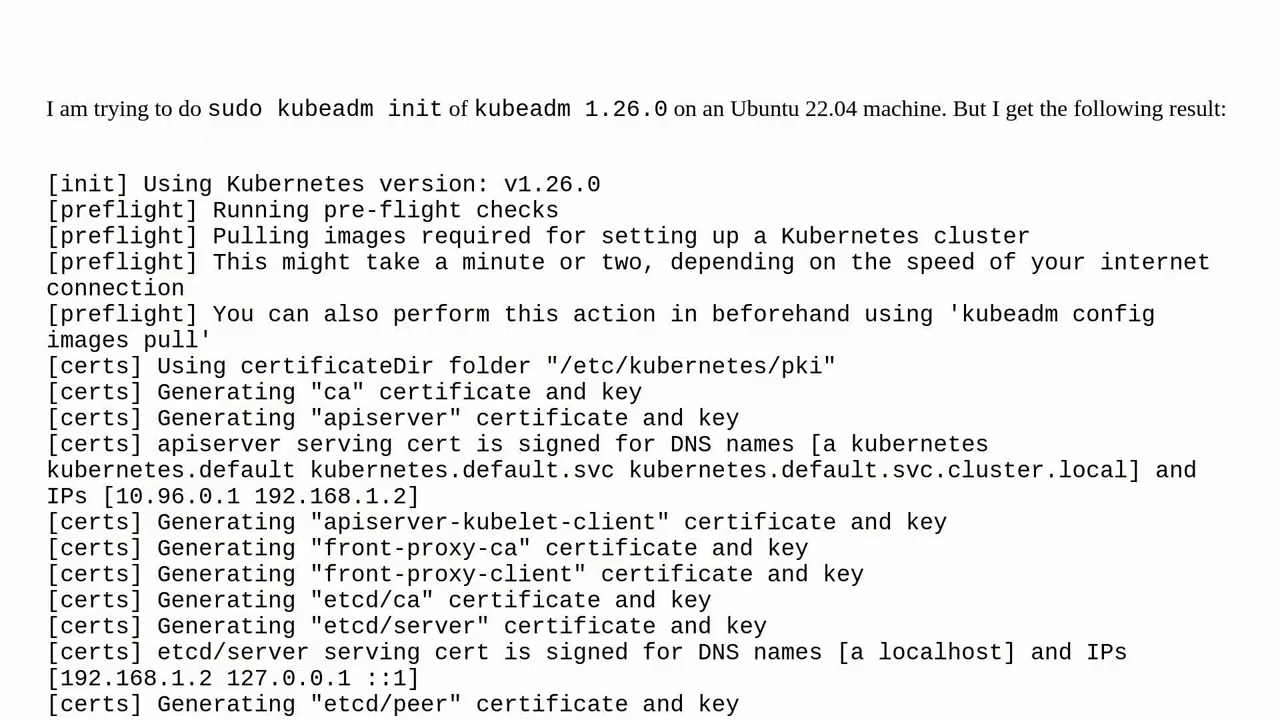 I am trying to do sudo kubeadm init of kubeadm 1.26.0 on an Ubuntu 22.04 machine. But I get the following result:
[init] Using Kubernetes version: v1.26.0
[preflight] Running pre-flight checks
[preflight] Pulling images required for setting up a Kubernetes cluster
[preflight] This might take a minute or two, depending on the speed of your internet
connection
[preflight] You can also perform this action in beforehand using 'kubeadm config
images pull'
[certs] Using certificateDir folder "/etc/kubernetes/pki"
[certs] Generating "ca" certificate and key
[certs] Generating "apiserver" certificate and key
[certs] apiserver serving cert is signed for DNS names [a kubernetes
kubernetes.default kubernetes.default.svc kubernetes.default.svc.cluster.local] and
IPs [10.96.0.1 192.168.1.2]
[certs] Generating "apiserver-kubelet-client" certificate and key
[certs] Generating "front-proxy-ca" certificate and key
[certs] Generating "front-proxy-client" certificate and key
[certs] Generating "etcd/ca" certificate and key
[certs] Generating "etcd/server" certificate and key
[certs] etcd/server serving cert is signed for DNS names [a localhost] and IPs
[192.168.1.2 127.0.0.1 ::1]
[certs] Generating "etcd/peer" certificate and key